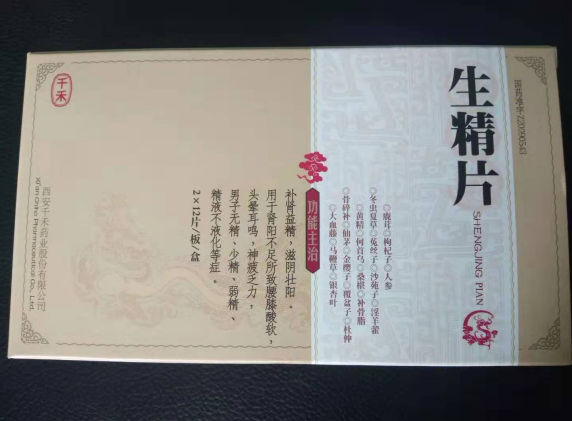 国药准字Z20090543
生精片
SHENGJING PIAN
○鹿茸○枸杞子○人参
○冬虫夏草○菟丝子○沙苑子○淫羊藿
○黄精○何首乌○桑椹○补骨脂
○骨碎补○仙茅○金樱子○覆盆子○杜仲
○大血藤○马鞭草○银杏叶
功能主治
补肾益精，滋阴壮阳。
用于肾阳不足所致腰膝酸软，
头晕耳鸣，神疲乏力，
男子无精、少精、弱精、
精液不液化等症。
2×12片/板/盒
千禾
西安千禾药业股份有限公司
Xi'an Qianhe Pharmaceutical Co., Ltd.